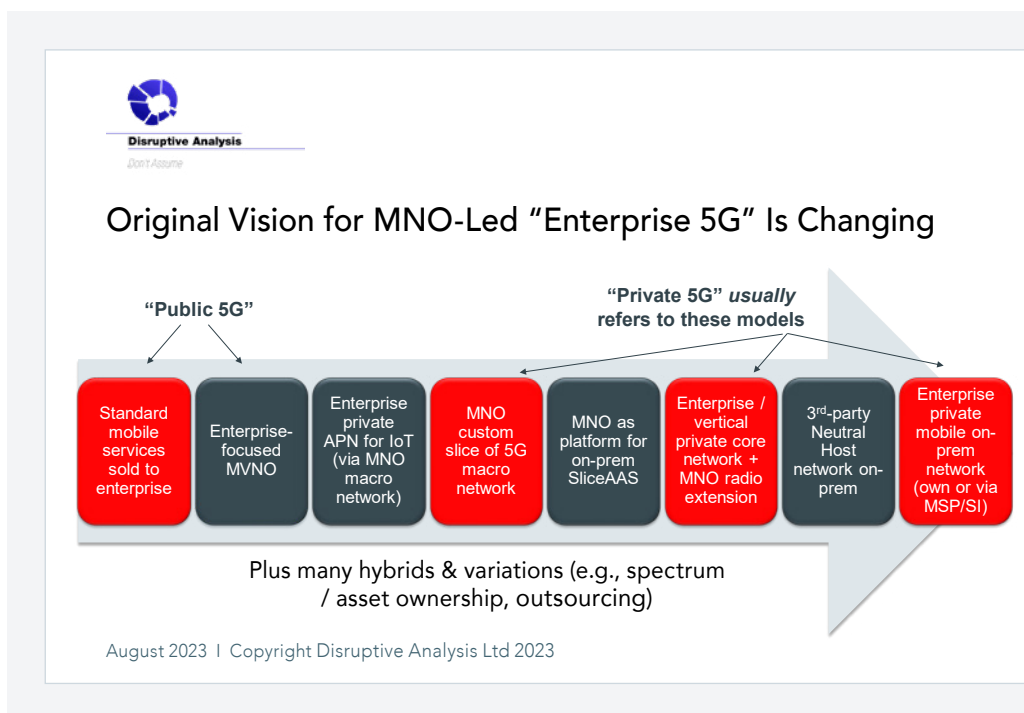 Disruptive Analysis
Don't Assume
Original Vision for MNO-Led “Enterprise 5G” Is Changing
“Public 5G”
“Private 5G” usually
refers to these models
Standard
mobile
services
sold to
enterprise
Enterprise-
focused
MVNO
Enterprise
private
APN for IoT
(via MNO
macro
network)
MNO
custom
slice of 5G
macro
network
MNO as
platform for
on-prem
SliceAAS
Enterprise /
vertical
private core
network +
MNO radio
extension
3rd-party
Neutral
Host
network on-
prem
Enterprise
private
mobile on-
prem
network
(own or via
MSP/SI)
Plus many hybrids & variations (e.g., spectrum
/ asset ownership, outsourcing)
August 2023 I Copyright Disruptive Analysis Ltd 2023